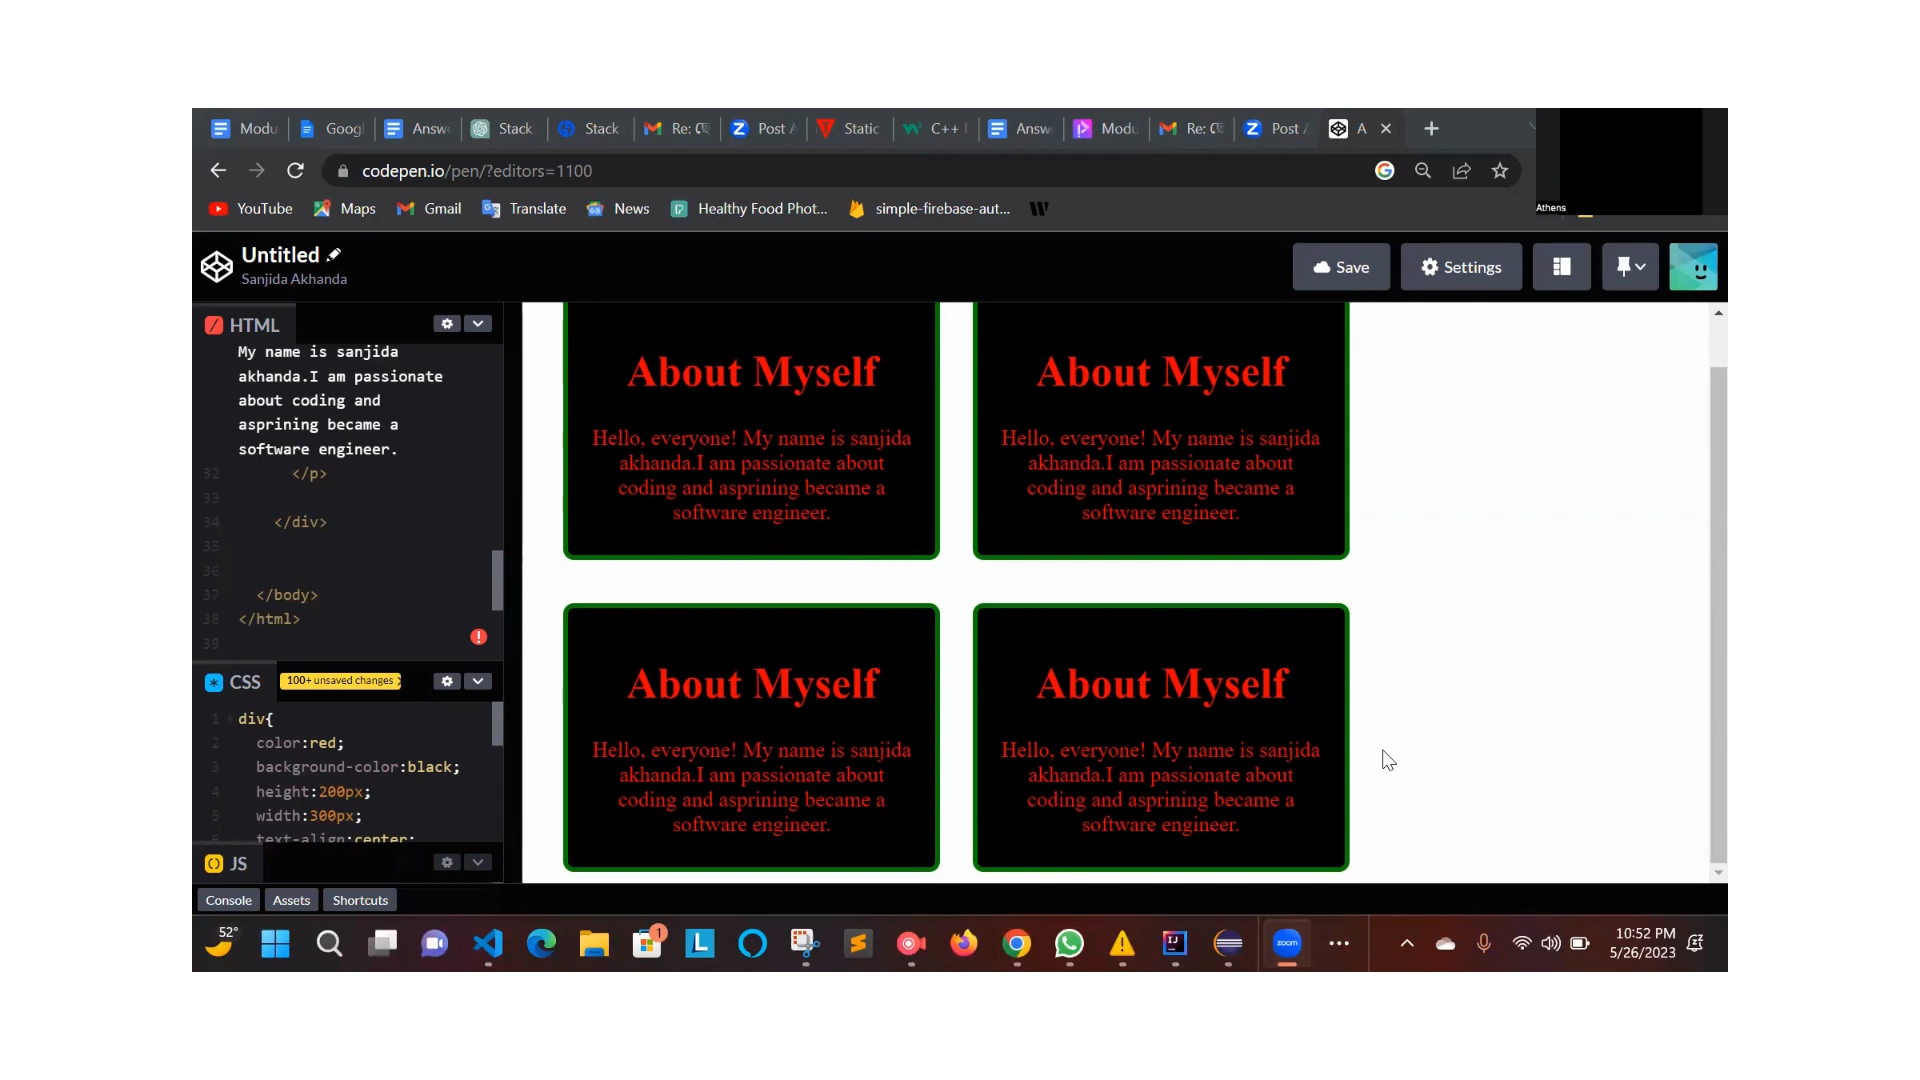 Modu Googl Answ Stack Stack Re: Post A Static C++ Answ Modu Re: Post A A
codepen.io/pen/?editors=1100
YouTube Maps Gmail Translate News Healthy Food Phot... simple-firebase-aut...
Athens
Untitled
Sanjida Akhanda
Save Settings
HTML
My name is sanjida
akhanda.I am passionate
about coding and
asprining became a
software engineer.
32 </p>
33
34 </div>
35
36
37 </body>
38 </html>
39
CSS 100+ unsaved changes
1 div{
2 color:red;
3 background-color:black;
4 height:200px;
5 width:300px;
6 text-align:center;
JS
About Myself
Hello, everyone! My name is sanjida
akhanda.I am passionate about
coding and asprining became a
software engineer.
About Myself
Hello, everyone! My name is sanjida
akhanda.I am passionate about
coding and asprining became a
software engineer.
About Myself
Hello, everyone! My name is sanjida
akhanda.I am passionate about
coding and asprining became a
software engineer.
About Myself
Hello, everyone! My name is sanjida
akhanda.I am passionate about
coding and asprining became a
software engineer.
Console Assets Shortcuts
52°
1
zoom
10:52 PM
5/26/2023